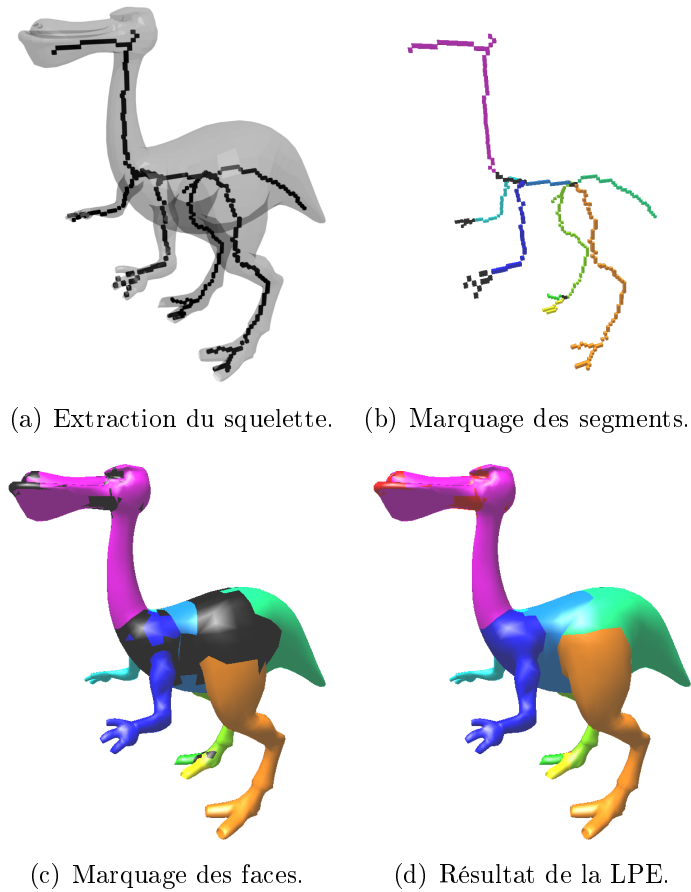 (a) Extraction du squelette.
(b) Marquage des segments.
(c) Marquage des faces.
(d) Résultat de la LPE.